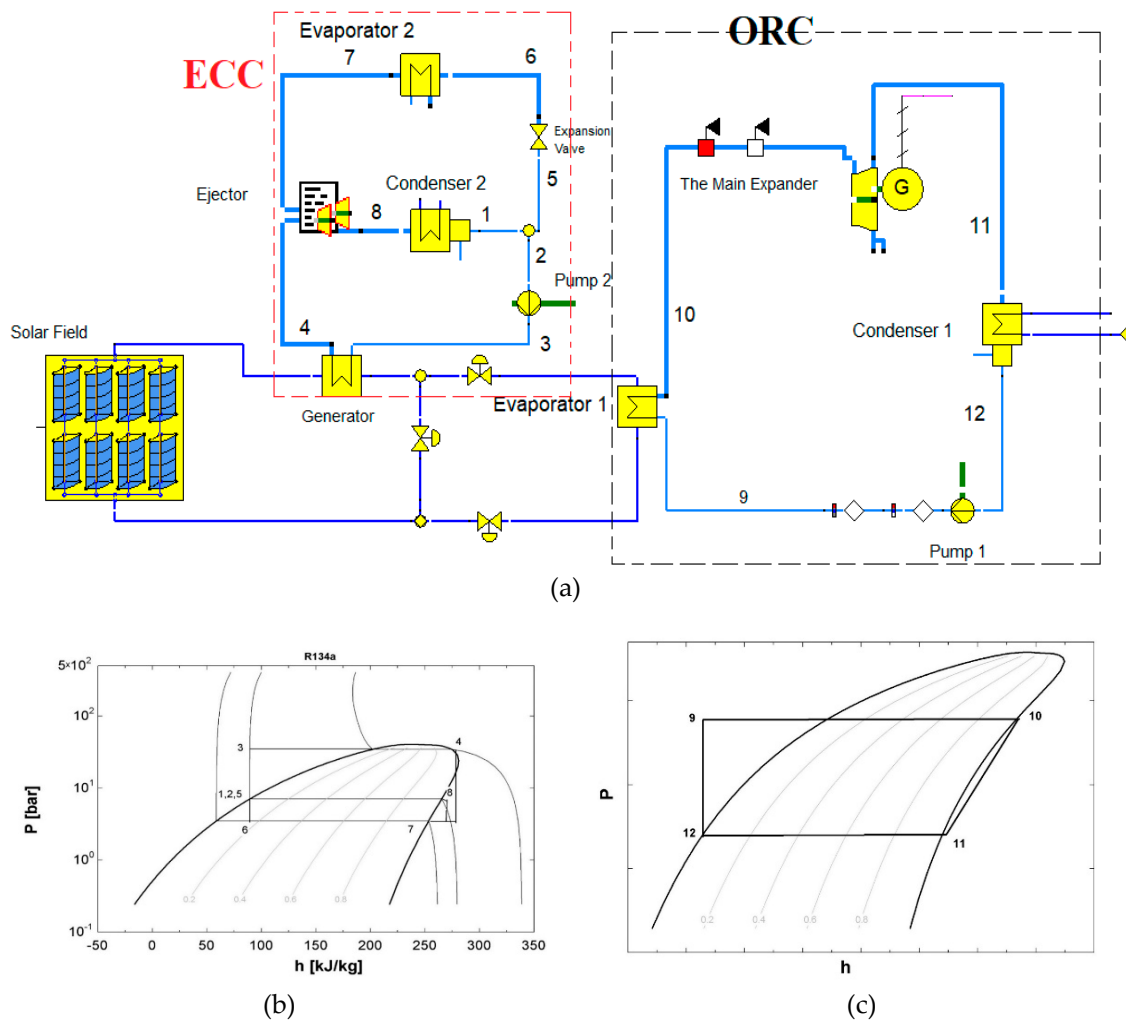 Evaporator 2
ORC
7
6
ECC
Expansion
Valve
Ejector
Condenser 2
5
The Main Expander
G
8
1
11
2
Pump 2
10
Solar Field
4
3
Condenser 1
Generator
Evaporator 1
12
9
Pump 1
(a)
R134a
5×10²
10²
10¹
10⁰
10⁻¹
P [bar]
3
4
1,2,5
8
6
7
0.2
0.4
0.6
0.8
-50
0
50
100
150
200
250
300
350
h [kJ/kg]
(b)
P
9
10
12
11
0.2
0.4
0.6
0.8
h
(c)